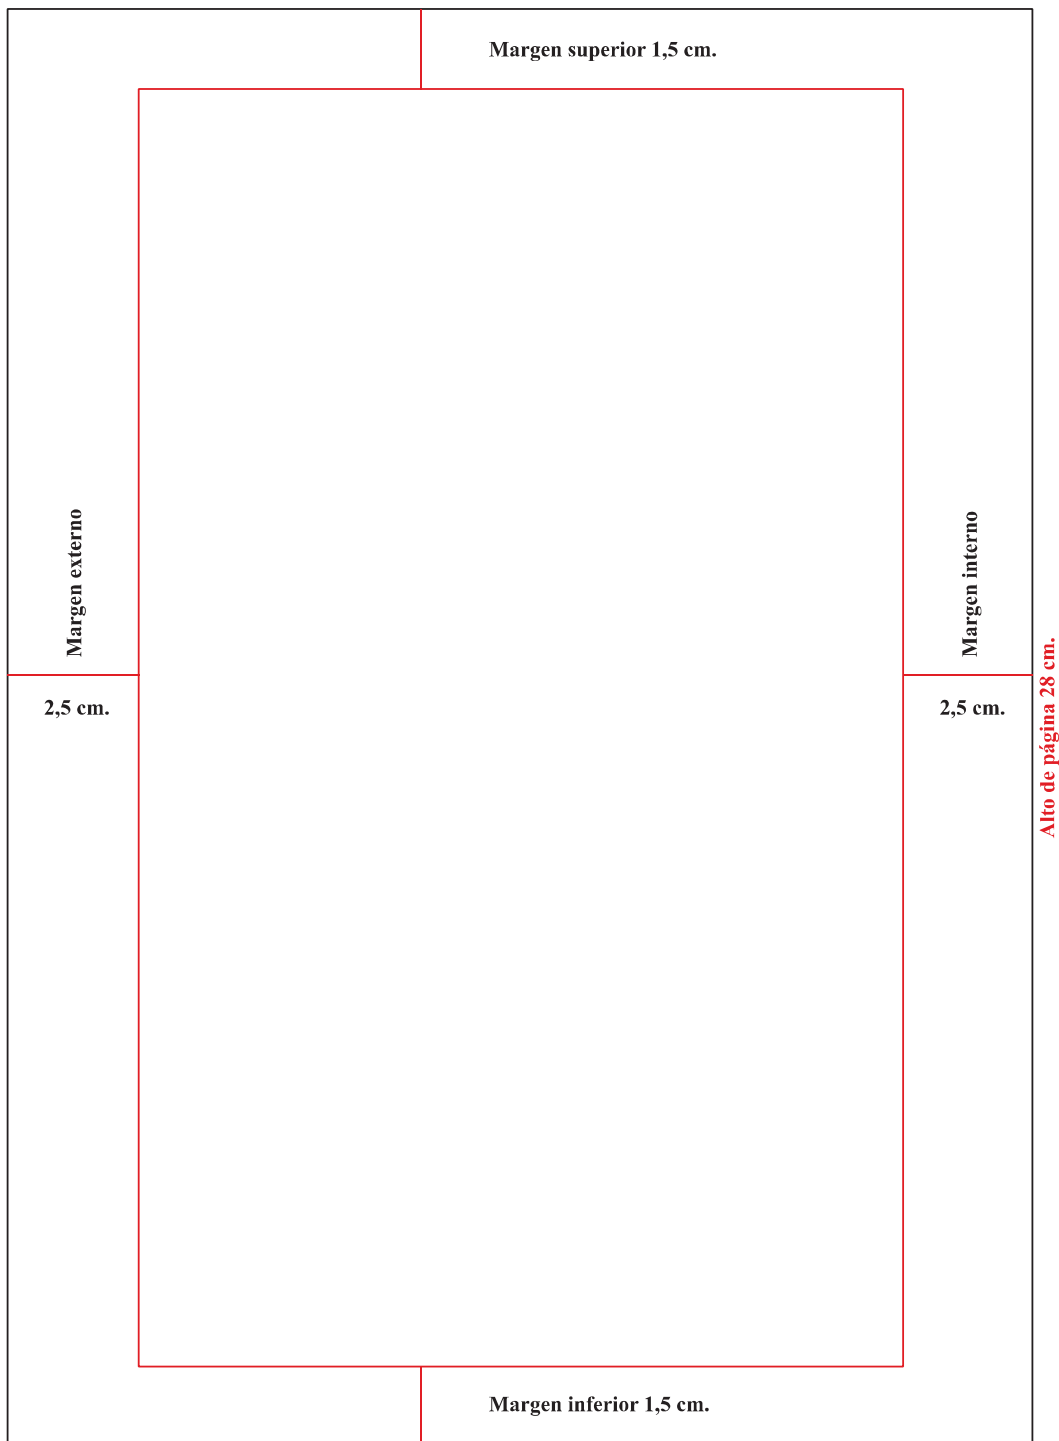 Margen superior 1,5 cm.
Margen externo
2,5 cm.
Margen interno
2,5 cm.
Alto de página 28 cm.
Margen inferior 1,5 cm.